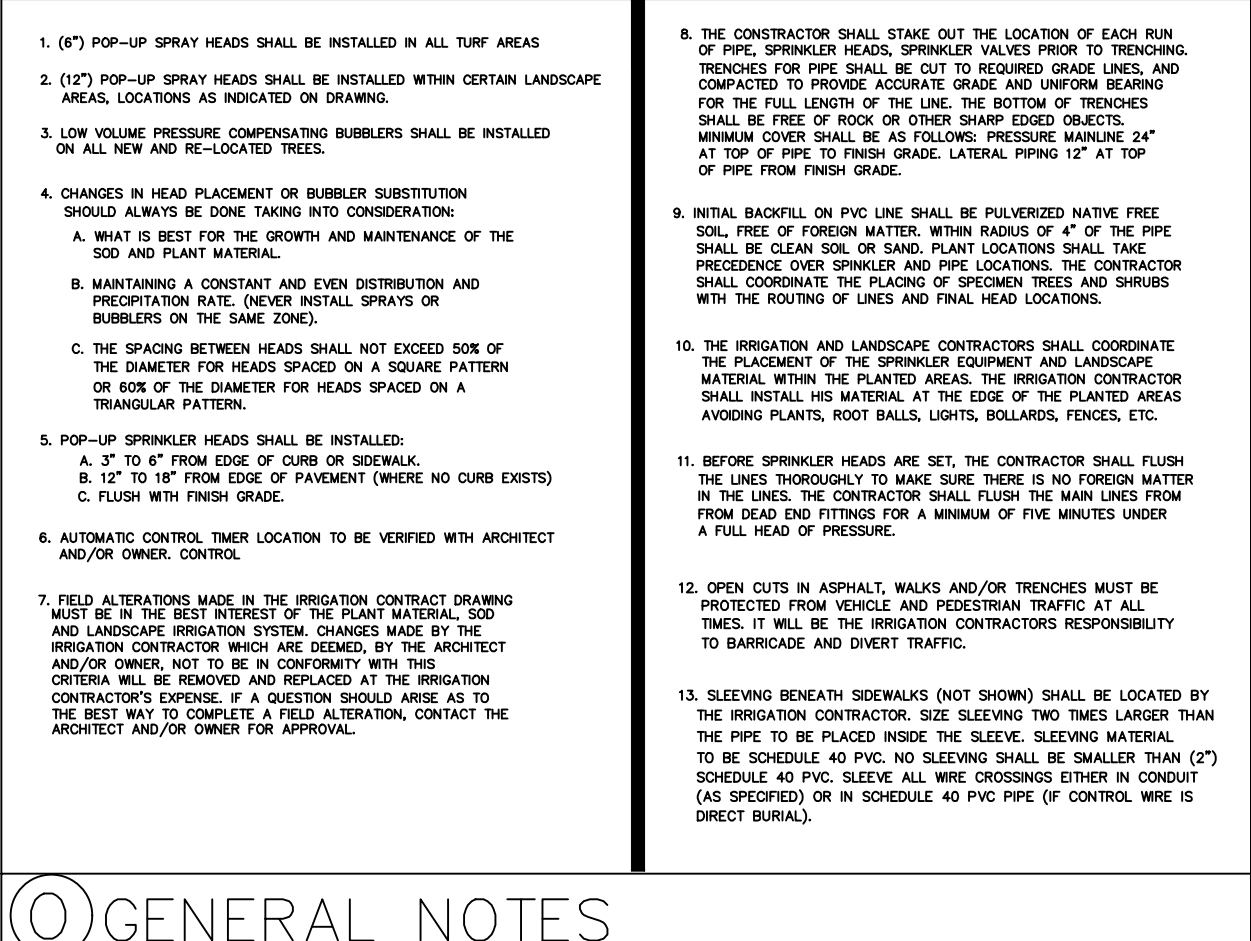 1. (6") POP-UP SPRAY HEADS SHALL BE INSTALLED IN ALL TURF AREAS
2. (12") POP-UP SPRAY HEADS SHALL BE INSTALLED WITHIN CERTAIN LANDSCAPE
AREAS, LOCATIONS AS INDICATED ON DRAWING.
3. LOW VOLUME PRESSURE COMPENSATING BUBBLERS SHALL BE INSTALLED
ON ALL NEW AND RE-LOCATED TREES.
4. CHANGES IN HEAD PLACEMENT OR BUBBLER SUBSTITUTION
SHOULD ALWAYS BE DONE TAKING INTO CONSIDERATION:
A. WHAT IS BEST FOR THE GROWTH AND MAINTENANCE OF THE
SOD AND PLANT MATERIAL.
B. MAINTAINING A CONSTANT AND EVEN DISTRIBUTION AND
PRECIPITATION RATE. (NEVER INSTALL SPRAYS OR
BUBBLERS ON THE SAME ZONE).
C. THE SPACING BETWEEN HEADS SHALL NOT EXCEED 50% OF
THE DIAMETER FOR HEADS SPACED ON A SQUARE PATTERN
OR 60% OF THE DIAMETER FOR HEADS SPACED ON A
TRIANGULAR PATTERN.
5. POP-UP SPRINKLER HEADS SHALL BE INSTALLED:
A. 3" TO 6" FROM EDGE OF CURB OR SIDEWALK.
B. 12" TO 18" FROM EDGE OF PAVEMENT (WHERE NO CURB EXISTS)
C. FLUSH WITH FINISH GRADE.
6. AUTOMATIC CONTROL TIMER LOCATION TO BE VERIFIED WITH ARCHITECT
AND/OR OWNER. CONTROL
7. FIELD ALTERATIONS MADE IN THE IRRIGATION CONTRACT DRAWING
MUST BE IN THE BEST INTEREST OF THE PLANT MATERIAL, SOD
AND LANDSCAPE IRRIGATION SYSTEM. CHANGES MADE BY THE
IRRIGATION CONTRACTOR WHICH ARE DEEMED, BY THE ARCHITECT
AND/OR OWNER, NOT TO BE IN CONFORMITY WITH THIS
CRITERIA WILL BE REMOVED AND REPLACED AT THE IRRIGATION
CONTRACTOR'S EXPENSE. IF A QUESTION SHOULD ARISE AS TO
THE BEST WAY TO COMPLETE A FIELD ALTERATION, CONTACT THE
ARCHITECT AND/OR OWNER FOR APPROVAL.
8. THE CONSTRACTOR SHALL STAKE OUT THE LOCATION OF EACH RUN
OF PIPE, SPRINKLER HEADS, SPRINKLER VALVES PRIOR TO TRENCHING.
TRENCHES FOR PIPE SHALL BE CUT TO REQUIRED GRADE LINES, AND
COMPACTED TO PROVIDE ACCURATE GRADE AND UNIFORM BEARING
FOR THE FULL LENGTH OF THE LINE. THE BOTTOM OF TRENCHES
SHALL BE FREE OF ROCK OR OTHER SHARP EDGED OBJECTS.
MINIMUM COVER SHALL BE AS FOLLOWS: PRESSURE MAINLINE 24"
AT TOP OF PIPE TO FINISH GRADE. LATERAL PIPING 12" AT TOP
OF PIPE FROM FINISH GRADE.
9. INITIAL BACKFILL ON PVC LINE SHALL BE PULVERIZED NATIVE FREE
SOIL, FREE OF FOREIGN MATTER. WITHIN RADIUS OF 4" OF THE PIPE
SHALL BE CLEAN SOIL OR SAND. PLANT LOCATIONS SHALL TAKE
PRECEDENCE OVER SPINKLER AND PIPE LOCATIONS. THE CONTRACTOR
SHALL COORDINATE THE PLACING OF SPECIMEN TREES AND SHRUBS
WITH THE ROUTING OF LINES AND FINAL HEAD LOCATIONS.
10. THE IRRIGATION AND LANDSCAPE CONTRACTORS SHALL COORDINATE
THE PLACEMENT OF THE SPRINKLER EQUIPMENT AND LANDSCAPE
MATERIAL WITHIN THE PLANTED AREAS. THE IRRIGATION CONTRACTOR
SHALL INSTALL HIS MATERIAL AT THE EDGE OF THE PLANTED AREAS
AVOIDING PLANTS, ROOT BALLS, LIGHTS, BOLLARDS, FENCES, ETC.
11. BEFORE SPRINKLER HEADS ARE SET, THE CONTRACTOR SHALL FLUSH
THE LINES THOROUGHLY TO MAKE SURE THERE IS NO FOREIGN MATTER
IN THE LINES. THE CONTRACTOR SHALL FLUSH THE MAIN LINES FROM
FROM DEAD END FITTINGS FOR A MINIMUM OF FIVE MINUTES UNDER
A FULL HEAD OF PRESSURE.
12. OPEN CUTS IN ASPHALT, WALKS AND/OR TRENCHES MUST BE
PROTECTED FROM VEHICLE AND PEDESTRIAN TRAFFIC AT ALL
TIMES. IT WILL BE THE IRRIGATION CONTRACTORS RESPONSIBILITY
TO BARRICADE AND DIVERT TRAFFIC.
13. SLEEVING BENEATH SIDEWALKS (NOT SHOWN) SHALL BE LOCATED BY
THE IRRIGATION CONTRACTOR. SIZE SLEEVING TWO TIMES LARGER THAN
THE PIPE TO BE PLACED INSIDE THE SLEEVE. SLEEVING MATERIAL
TO BE SCHEDULE 40 PVC. NO SLEEVING SHALL BE SMALLER THAN (2")
SCHEDULE 40 PVC. SLEEVE ALL WIRE CROSSINGS EITHER IN CONDUIT
(AS SPECIFIED) OR IN SCHEDULE 40 PVC PIPE (IF CONTROL WIRE IS
DIRECT BURIAL).
O GENERAL NOTES